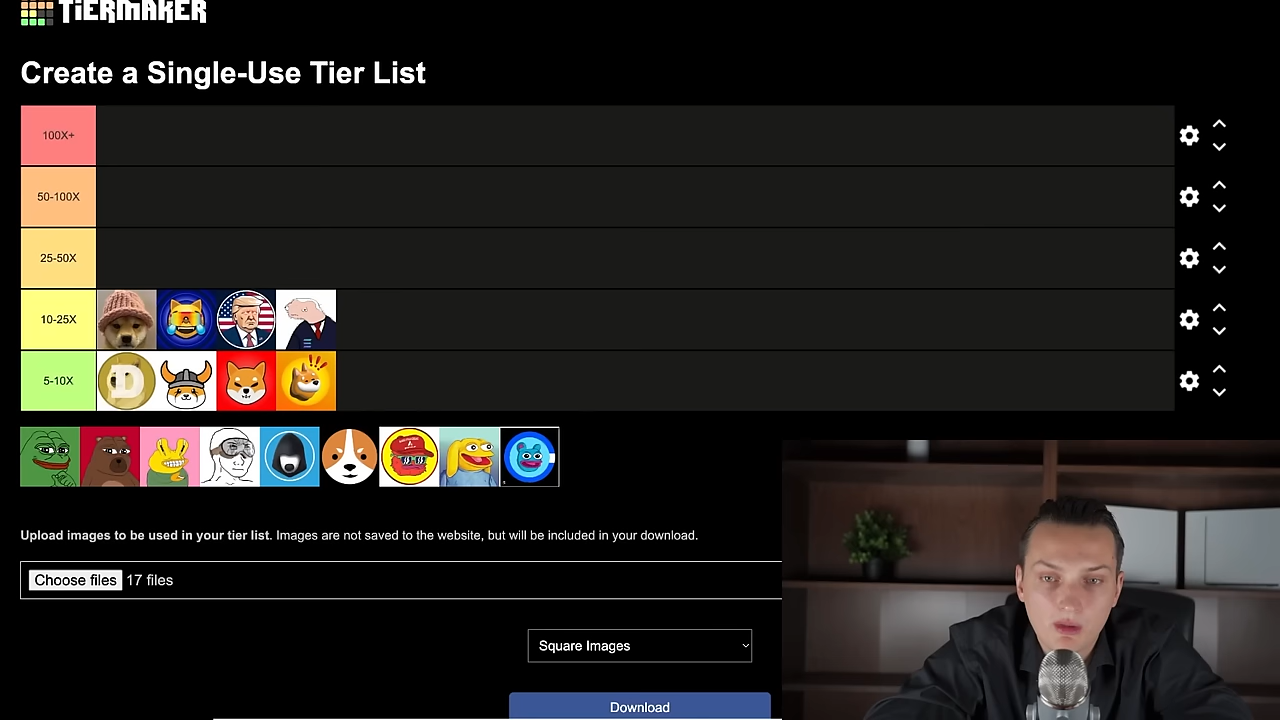 TiERMAKER
Create a Single-Use Tier List
100X+
50-100X
25-50X
10-25X
5-10X
Upload images to be used in your tier list. Images are not saved to the website, but will be included in your download.
Choose files 17 files
Square Images
Download